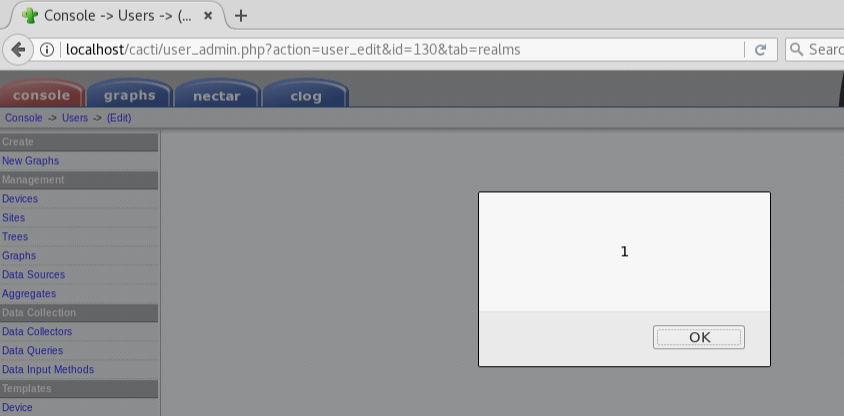 Console -> Users -> (...
localhost/cacti/user_admin.php?action=user_edit&id=130&tab=realms
Searc
console graphs nectar clog
Console -> Users -> (Edit)
Create
New Graphs
Management
Devices
Sites
Trees
Graphs
Data Sources
Aggregates
Data Collection
Data Collectors
Data Queries
Data Input Methods
Templates
Device
1
OK